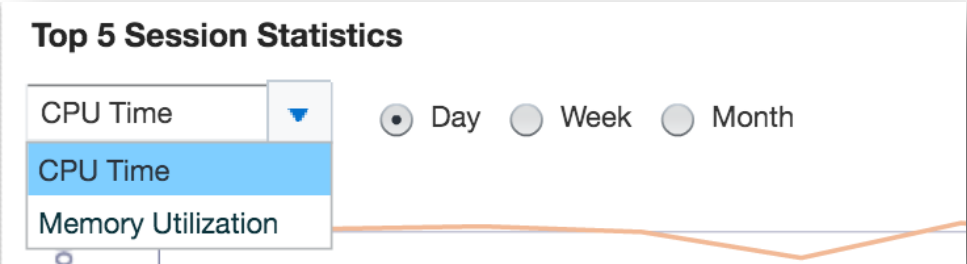 Top 5 Session Statistics
CPU Time Day Week Month
CPU Time
Memory Utilization